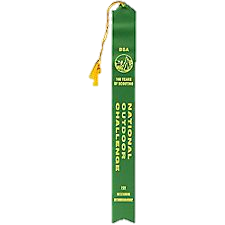 BSA
100 YEARS
OF SCOUTING
NATIONAL
OUTDOOR
CHALLENGE